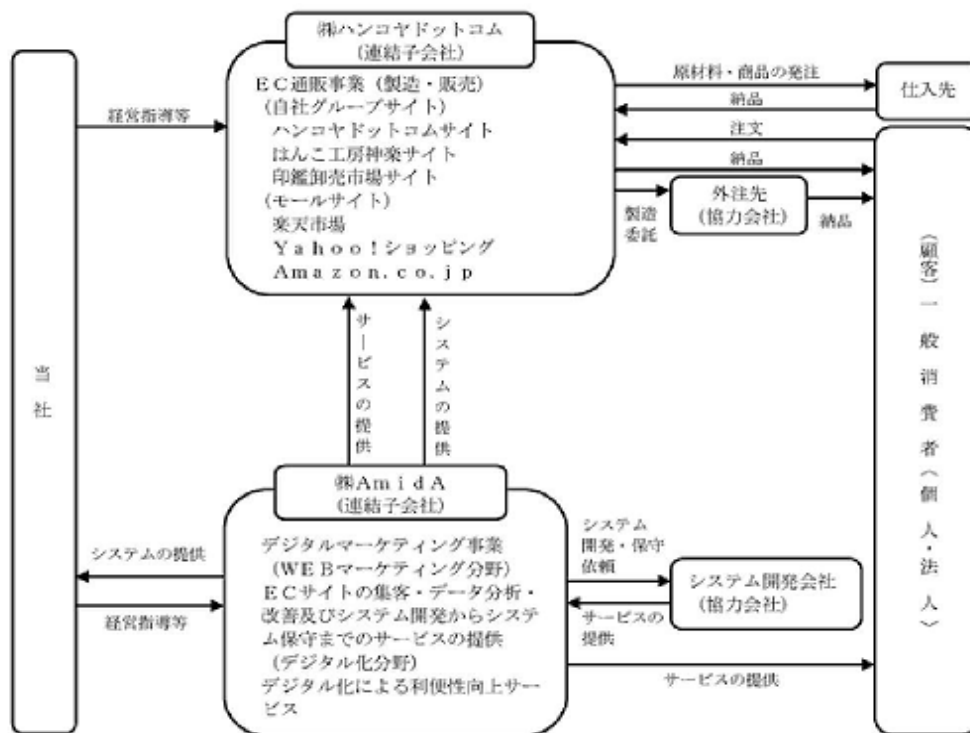 ㈱ハンコヤドットコム
(連結子会社)
EC通販事業(製造・販売)
(自社グループサイト)
ハンコヤドットコムサイト
はんこ工房神楽サイト
印鑑卸売市場サイト
(モールサイト)
楽天市場
Yahoo!ショッピング
Amazon.co.jp
経営指導等
原材料・商品の発注
納品
仕入先
注文
納品
製造
委託
外注先
(協力会社)
納品
(顧客)一般消費者(個人・法人)
当社
サービスの提供
システムの提供
㈱AmidA
(連結子会社)
デジタルマーケティング事業
(WEBマーケティング分野)
ECサイトの集客・データ分析・
改善及びシステム開発からシステ
ム保守までのサービスの提供
(デジタル化分野)
デジタル化による利便性向上サー
ビス
システムの提供
経営指導等
システム
開発・保守
依頼
システム開発会社
(協力会社)
サービスの
提供
サービスの提供